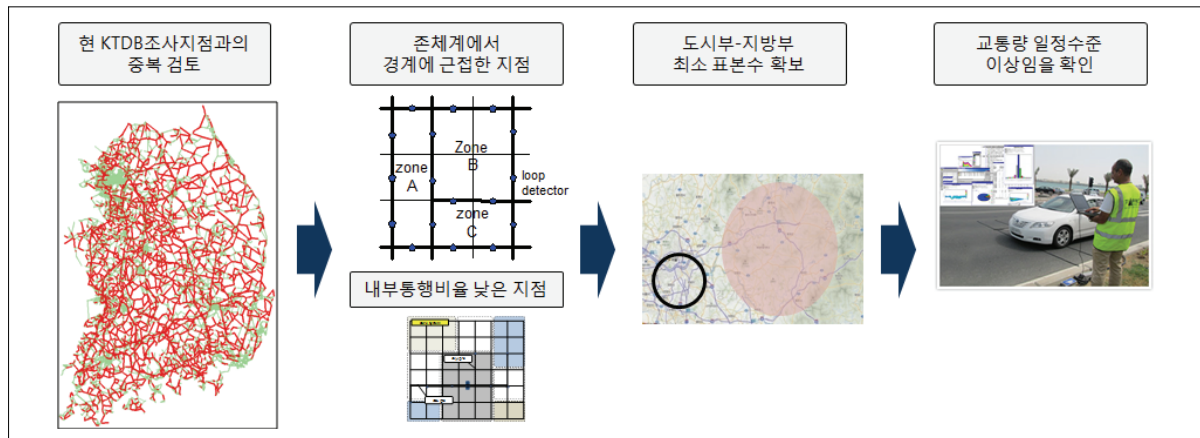 현 KTDB조사지점과의
중복 검토
존체계에서
경계에 근접한 지점
Zone
B
zone
A
loop
detector
zone
C
내부통행비율 낮은 지점
도시부-지방부
최소 표본수 확보
교통량 일정수준
이상임을 확인